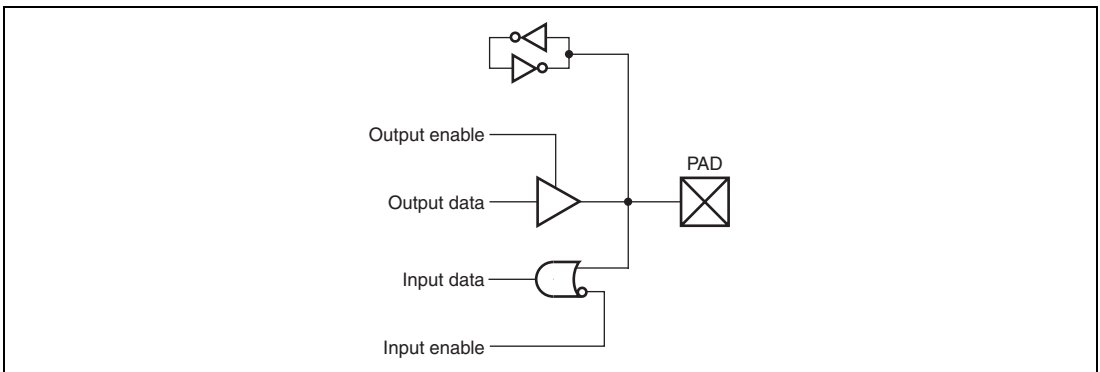 Output enable
PAD
Output data
Input data
Input enable